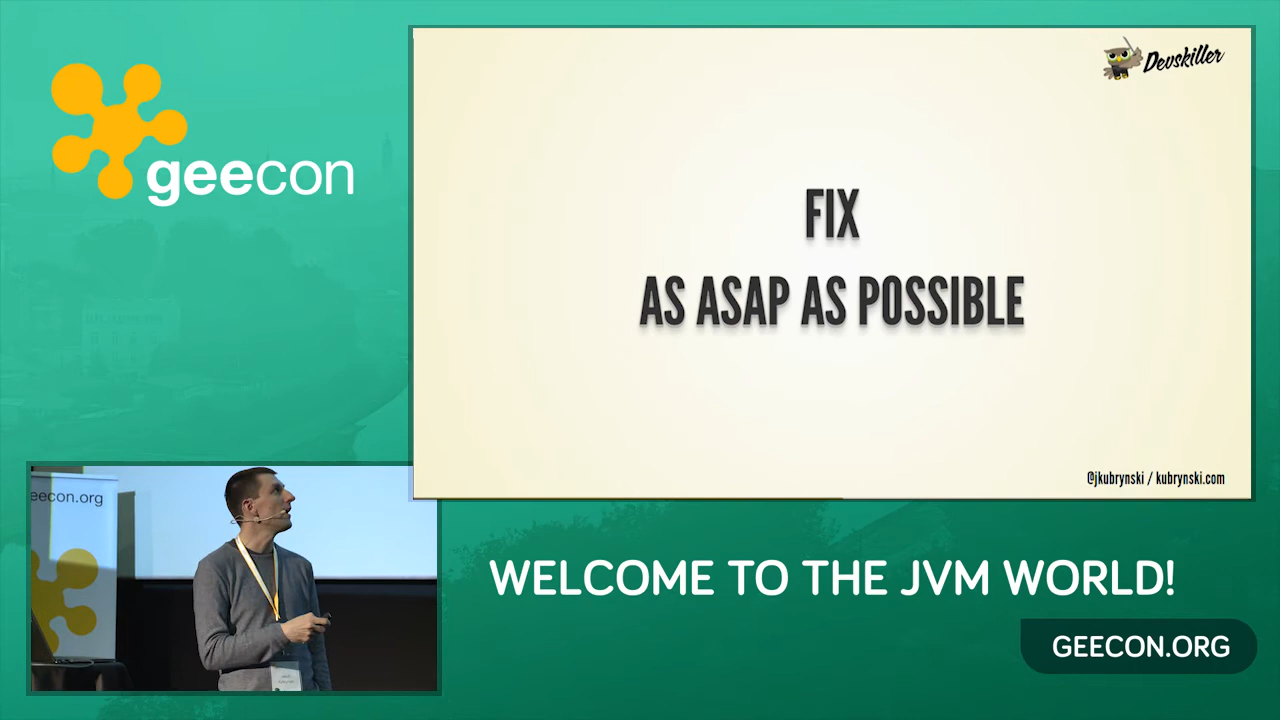 geecon
Devskiller
FIX
AS ASAP AS POSSIBLE
@jkubrynski / kubrynski.com
eecon.org
WELCOME TO THE JVM WORLD!
GEECON.ORG